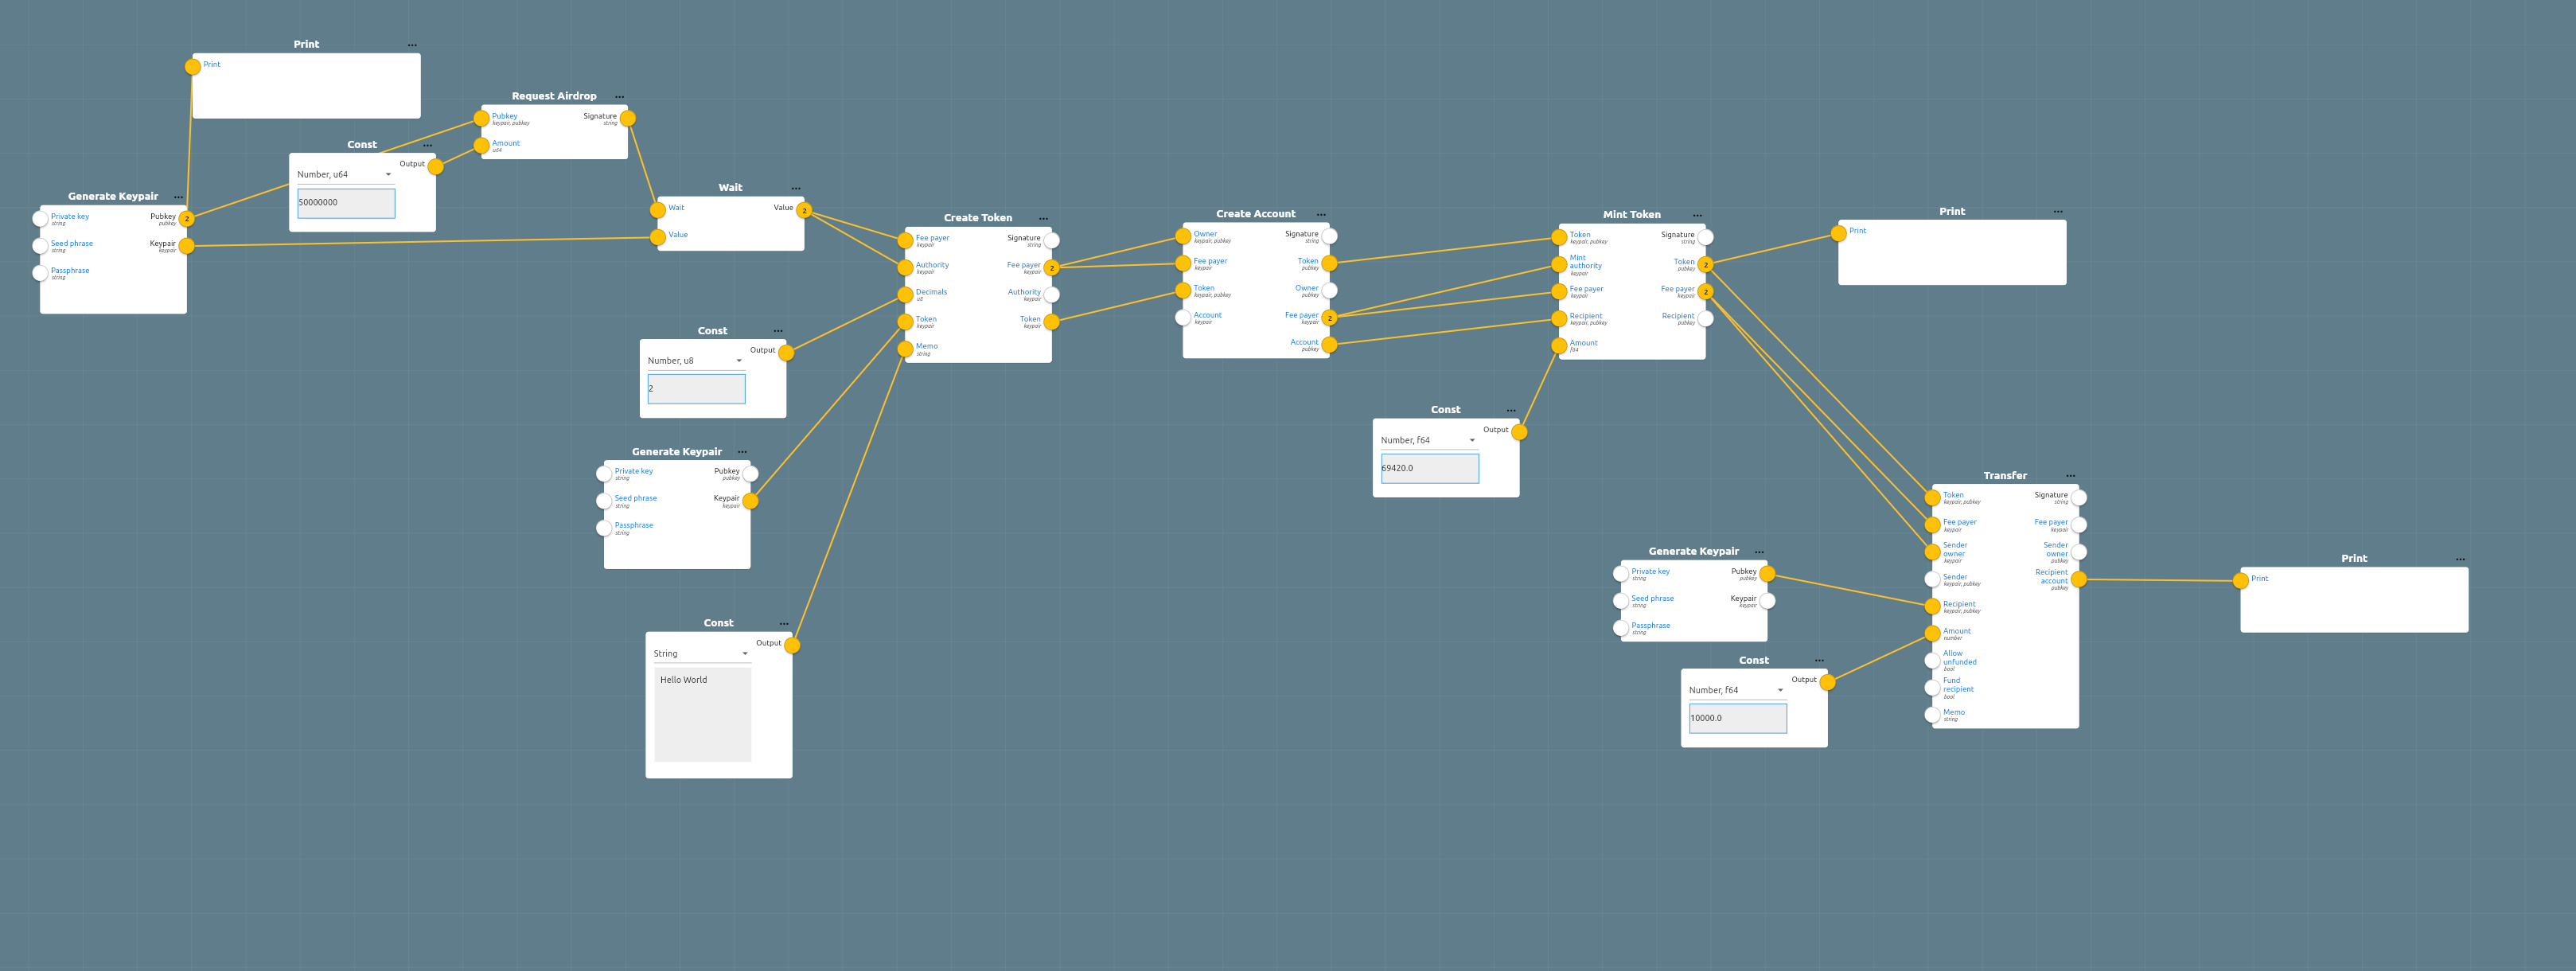 Print
...
Print
Request Airdrop
...
Pubkey
keypair, pubkey
Signature
string
Amount
u64
Const
...
Output
Number, u64
50000000
Generate Keypair
...
Private key
string
Pubkey
pubkey
Seed phrase
string
Keypair
keypair
Passphrase
string
2
Wait
...
Wait
Value
Value
2
Create Token
...
Fee payer
keypair
Signature
string
Authority
keypair
Fee payer
keypair
2
Decimals
u8
Authority
keypair
Token
keypair
Token
keypair
Memo
string
Const
...
Output
Number, u8
2
Generate Keypair
...
Private key
string
Pubkey
pubkey
Seed phrase
string
Keypair
keypair
Passphrase
string
Const
...
Output
String
Hello World
Create Account
...
Owner
keypair, pubkey
Signature
string
Fee payer
keypair
Token
pubkey
Token
keypair, pubkey
Owner
pubkey
Account
keypair
Fee payer
keypair
2
Account
pubkey
Mint Token
...
Token
keypair, pubkey
Signature
string
Mint
authority
keypair
Token
pubkey
2
Fee payer
keypair
Fee payer
keypair
2
Recipient
keypair, pubkey
Recipient
pubkey
Amount
f64
Const
...
Output
Number, f64
69420.0
Print
...
Print
Generate Keypair
...
Private key
string
Pubkey
pubkey
Seed phrase
string
Keypair
keypair
Passphrase
string
Const
...
Output
Number, f64
10000.0
Transfer
...
Token
keypair, pubkey
Signature
string
Fee payer
keypair
Fee payer
keypair
Sender
owner
keypair
Sender
owner
pubkey
Sender
keypair, pubkey
Recipient
account
pubkey
Recipient
keypair, pubkey
Amount
number
Allow
unfunded
bool
Fund
recipient
bool
Memo
string
Print
...
Print